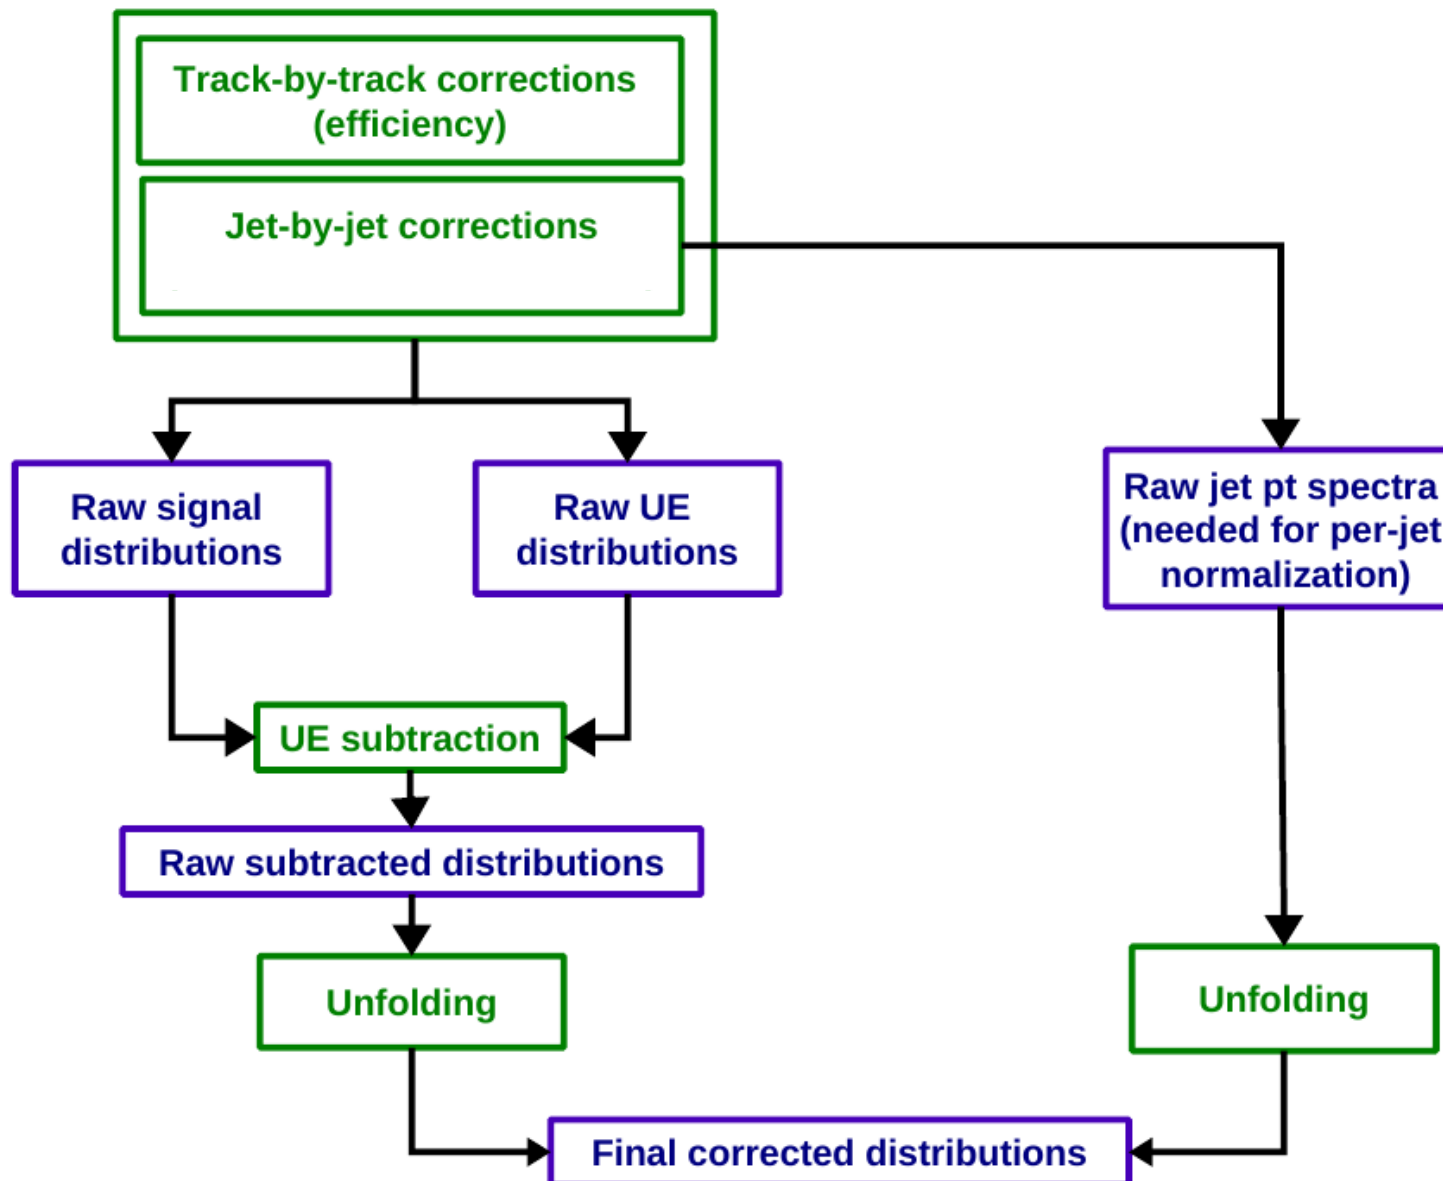 Track-by-track corrections
(efficiency)
Jet-by-jet corrections
Raw signal
distributions
Raw UE
distributions
Raw jet pt spectra
(needed for per-jet
normalization)
UE subtraction
Raw subtracted distributions
Unfolding
Unfolding
Final corrected distributions